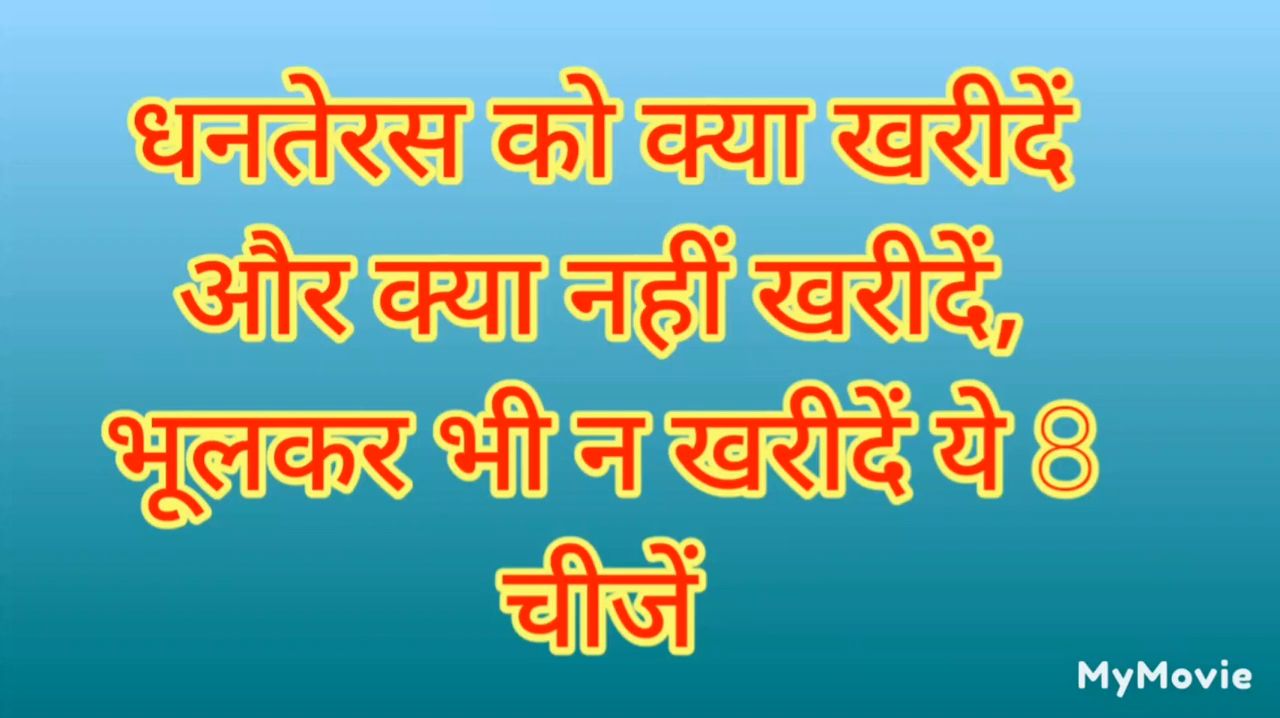 धनतेरस को क्या खरीदें
और क्या नहीं खरीदें,
भूलकर भी न खरीदें ये 8
चीजें
MyMovie